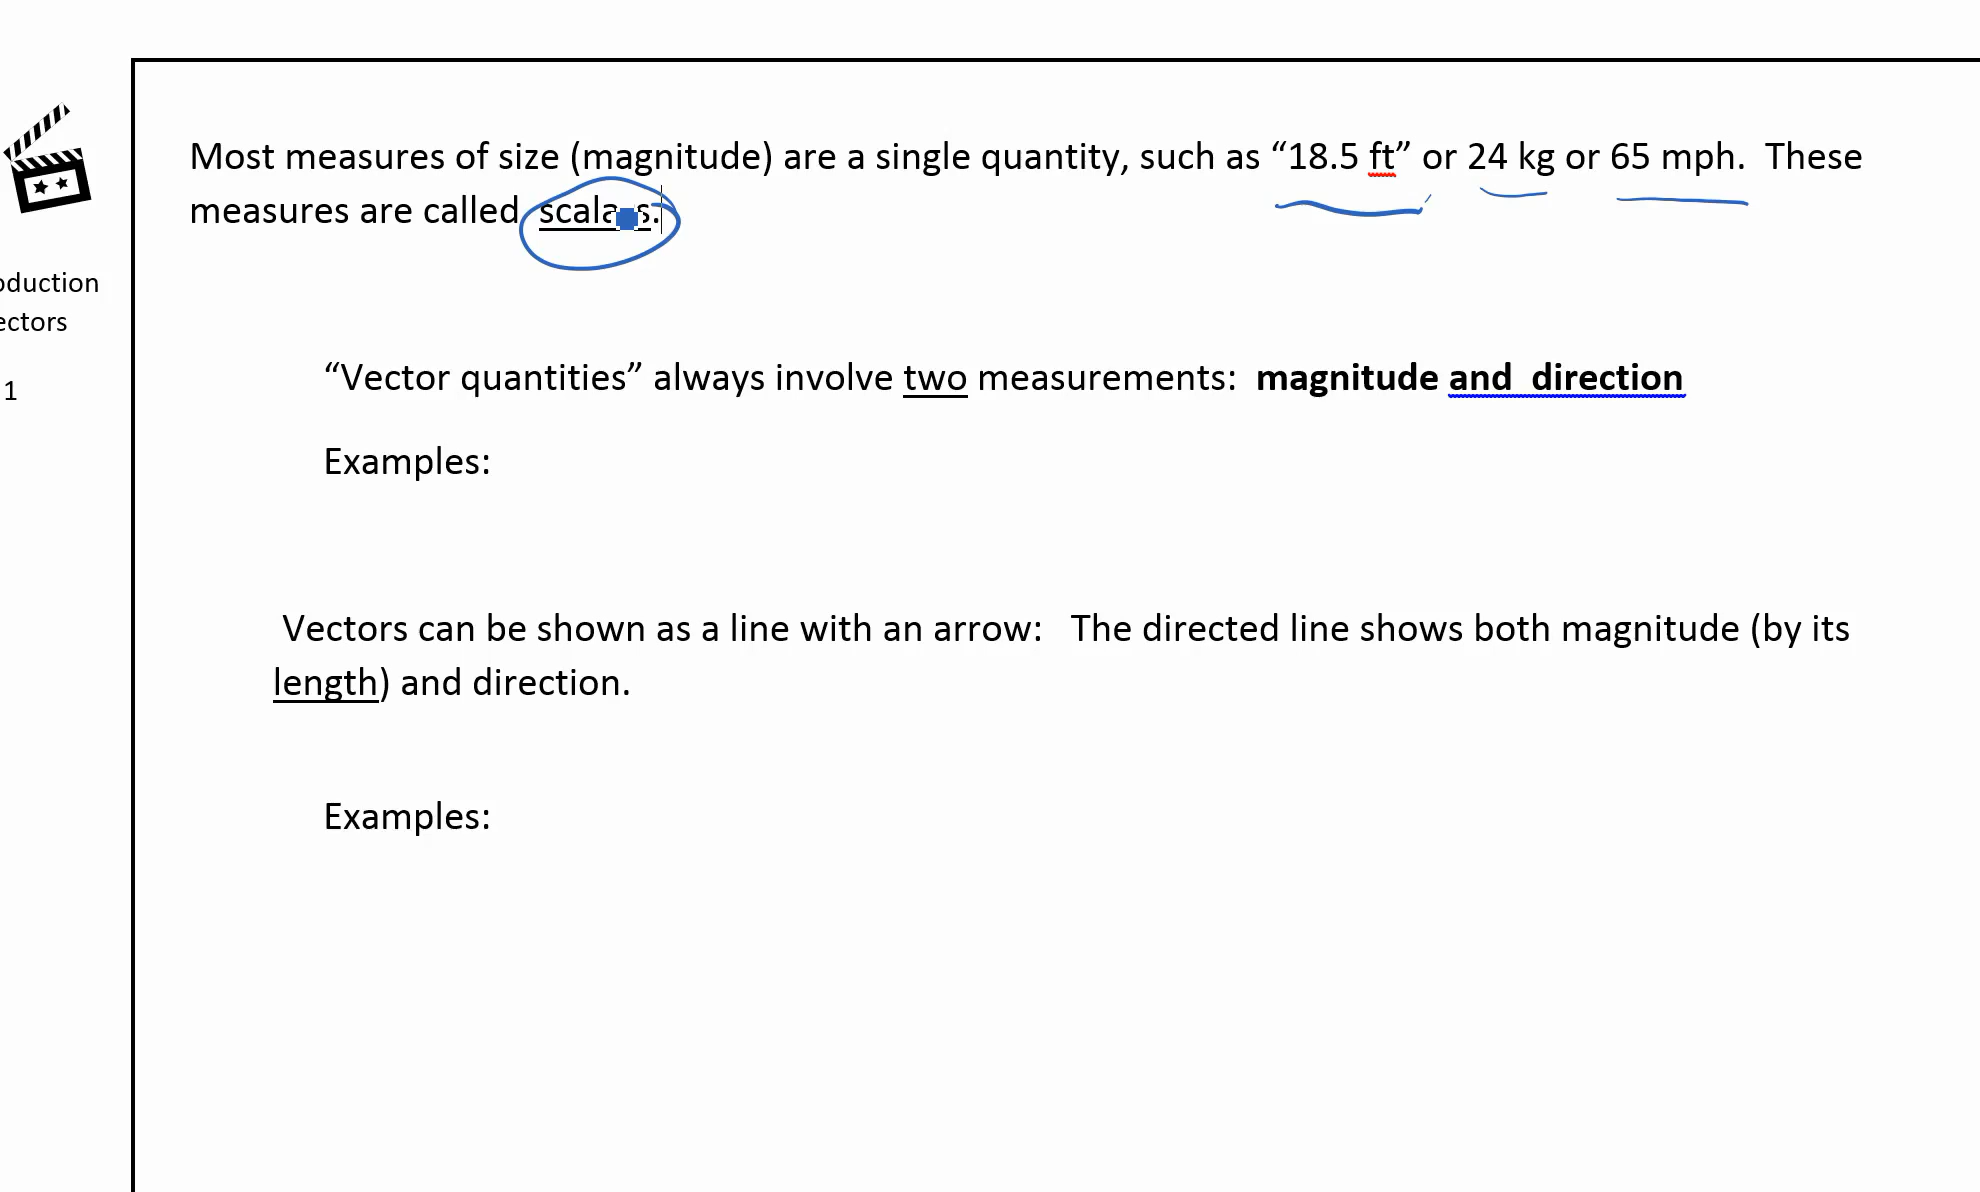 Most measures of size (magnitude) are a single quantity, such as “18.5 ft” or 24 kg or 65 mph.  These
measures are called  scalars.
oduction
ectors
1
“Vector quantities” always involve two measurements:  magnitude and  direction
Examples:
Vectors can be shown as a line with an arrow:   The directed line shows both magnitude (by its
length) and direction.
Examples: